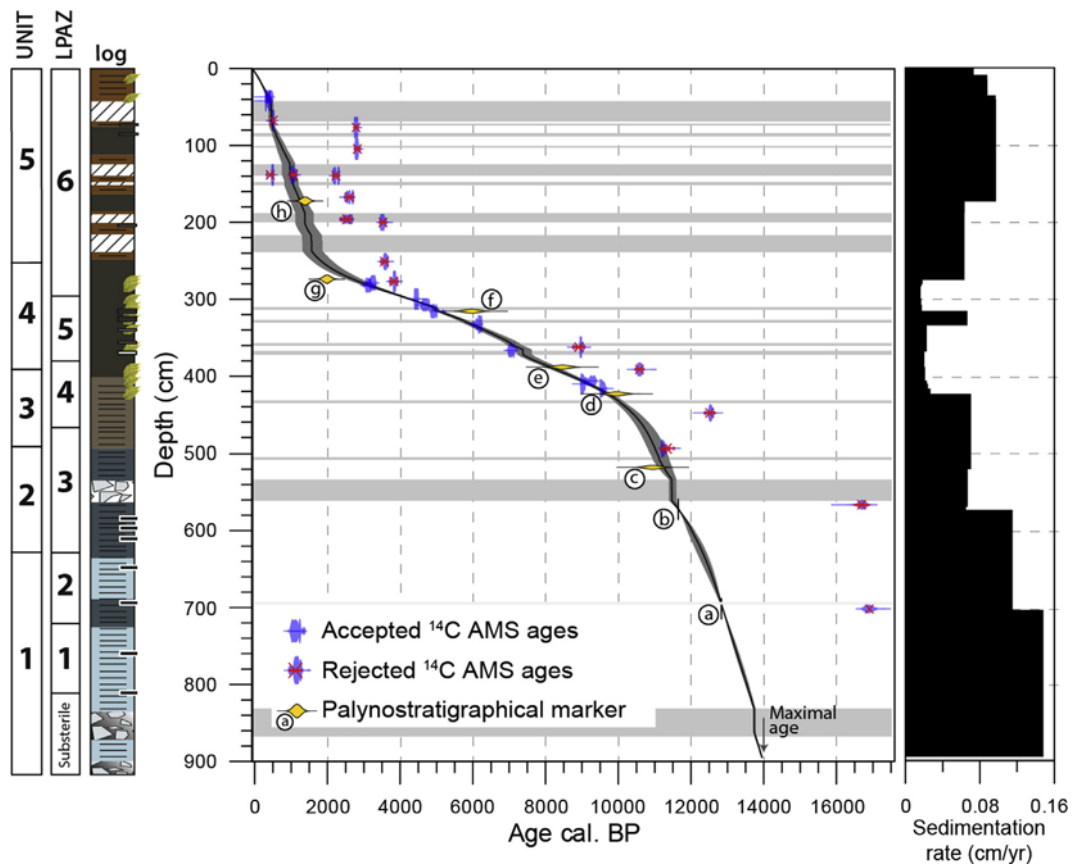 UNIT
LPAZ
log
5
4
3
2
1
6
5
4
3
2
1
Substerile
Depth (cm)
0
100
200
300
400
500
600
700
800
900
h
g
f
e
d
c
b
a
Accepted ¹⁴C AMS ages
Rejected ¹⁴C AMS ages
a Palynostratigraphical marker
Maximal
age
0 2000 4000 6000 8000 10000 12000 14000 16000
Age cal. BP
0 0.08 0.16
Sedimentation
rate (cm/yr)